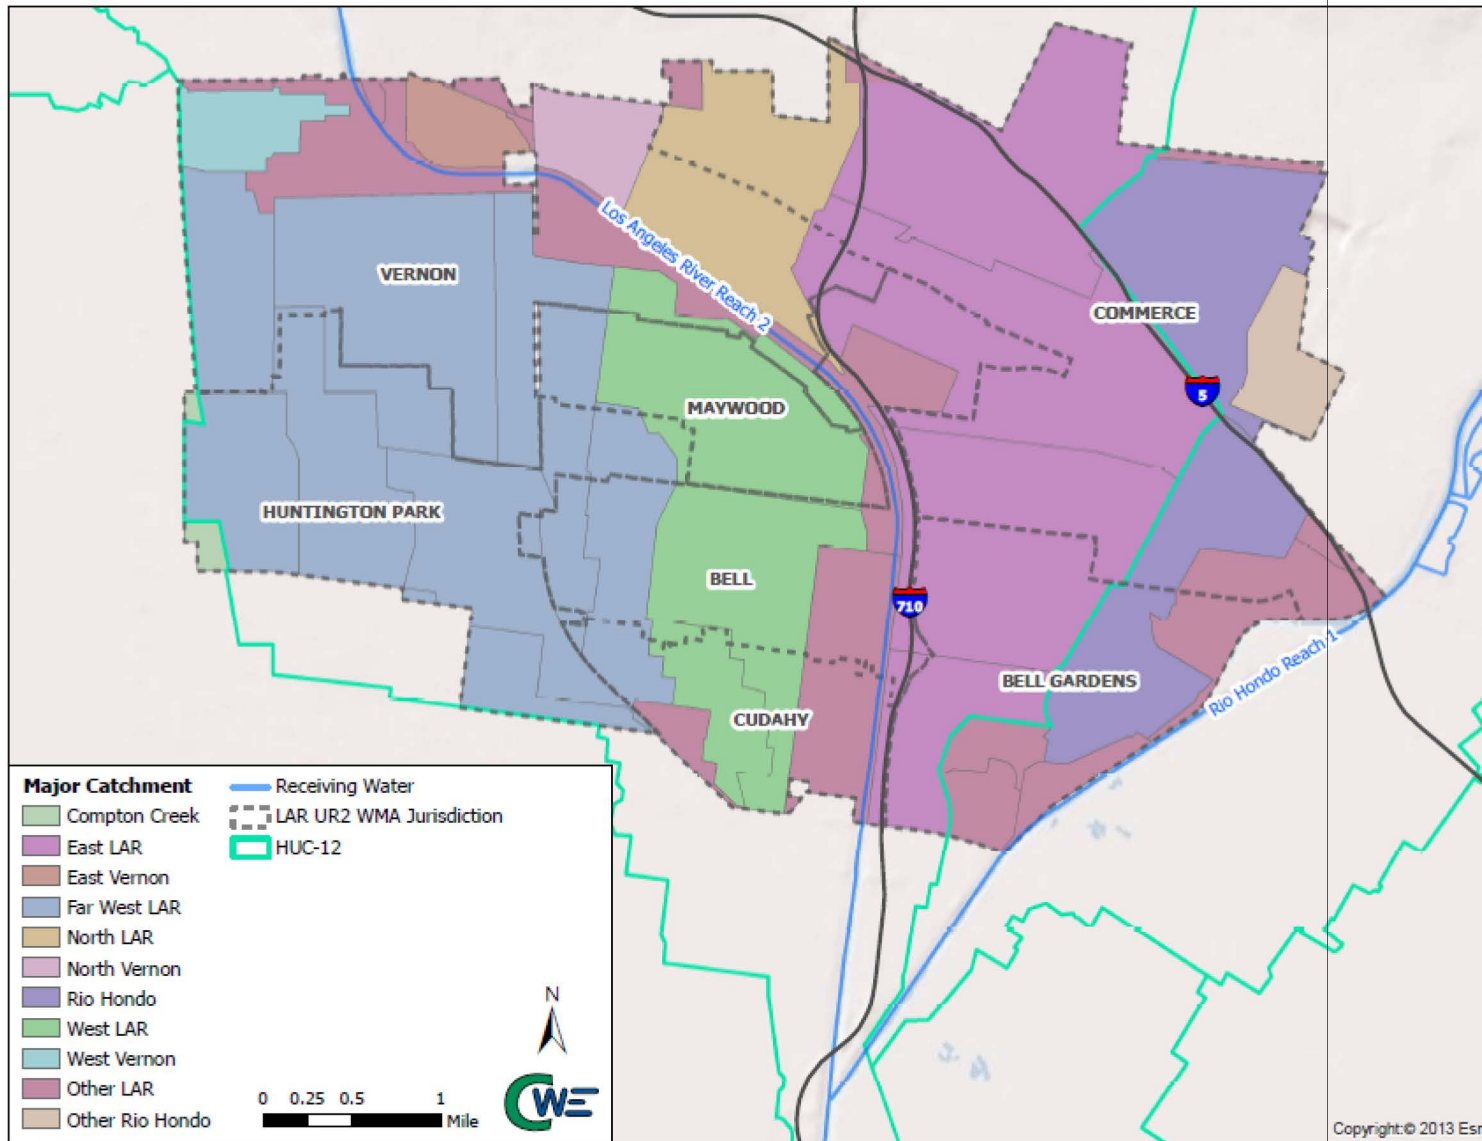 Los Angeles River Reach 2
VERNON
COMMERCE
5
MAYWOOD
HUNTINGTON PARK
BELL
710
BELL GARDENS
Rio Hondo Reach 1
CUDAHY
Major Catchment
Compton Creek
East LAR
East Vernon
Far West LAR
North LAR
North Vernon
Rio Hondo
West LAR
West Vernon
Other LAR
Other Rio Hondo
Receiving Water
LAR UR2 WMA Jurisdiction
HUC-12
N
0 0.25 0.5 1
Mile
CWE
Copyright:© 2013 Esr